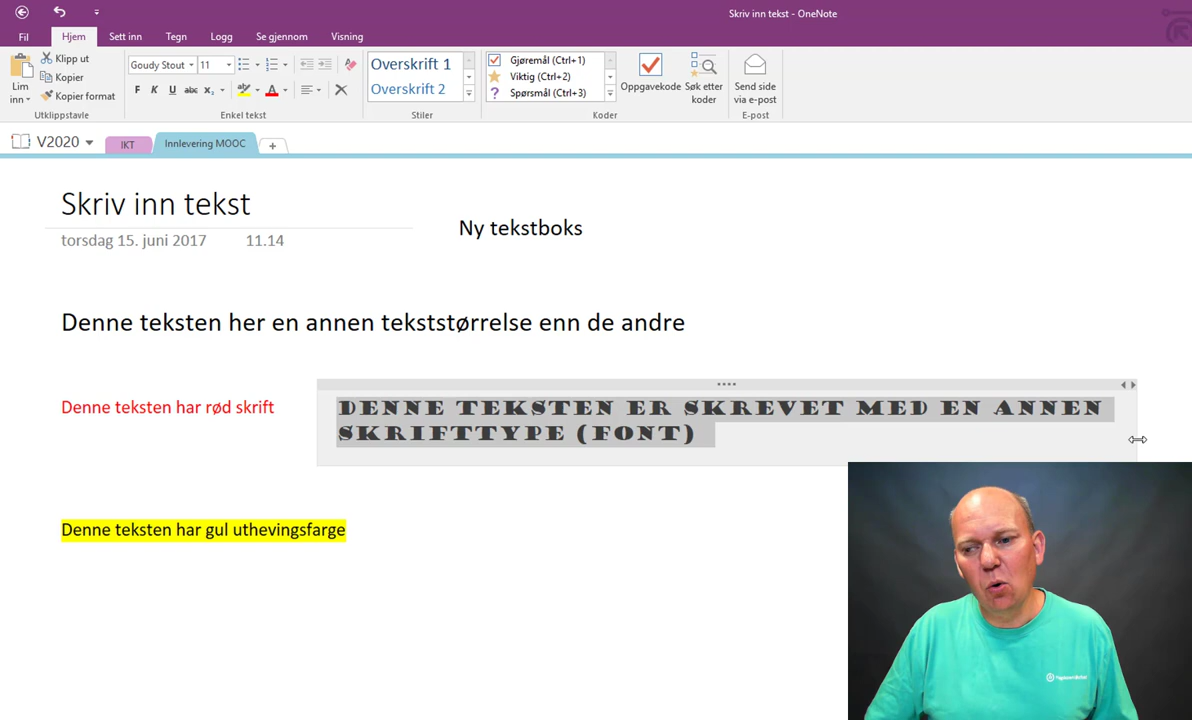 Skriv inn tekst - OneNote
Fil
Hjem
Sett inn
Tegn
Logg
Se gjennom
Visning
Lim inn
Klipp ut
Kopier
Kopier format
Utklippstavle
Goudy Stout
11
F K U abc x₂
A
Enkel tekst
Overskrift 1
Overskrift 2
Stiler
Gjøremål (Ctrl+1)
Viktig (Ctrl+2)
? Spørsmål (Ctrl+3)
Oppgavekode
Søk etter koder
Koder
Send side via e-post
E-post
V2020
IKT
Innlevering MOOC
+
Skriv inn tekst
torsdag 15. juni 2017
11.14
Ny tekstboks
Denne teksten her en annen tekststørrelse enn de andre
Denne teksten har rød skrift
DENNE TEKSTEN ER SKREVET MED EN ANNEN
SKRIFTTYPE (FONT)
Denne teksten har gul uthevingsfarge